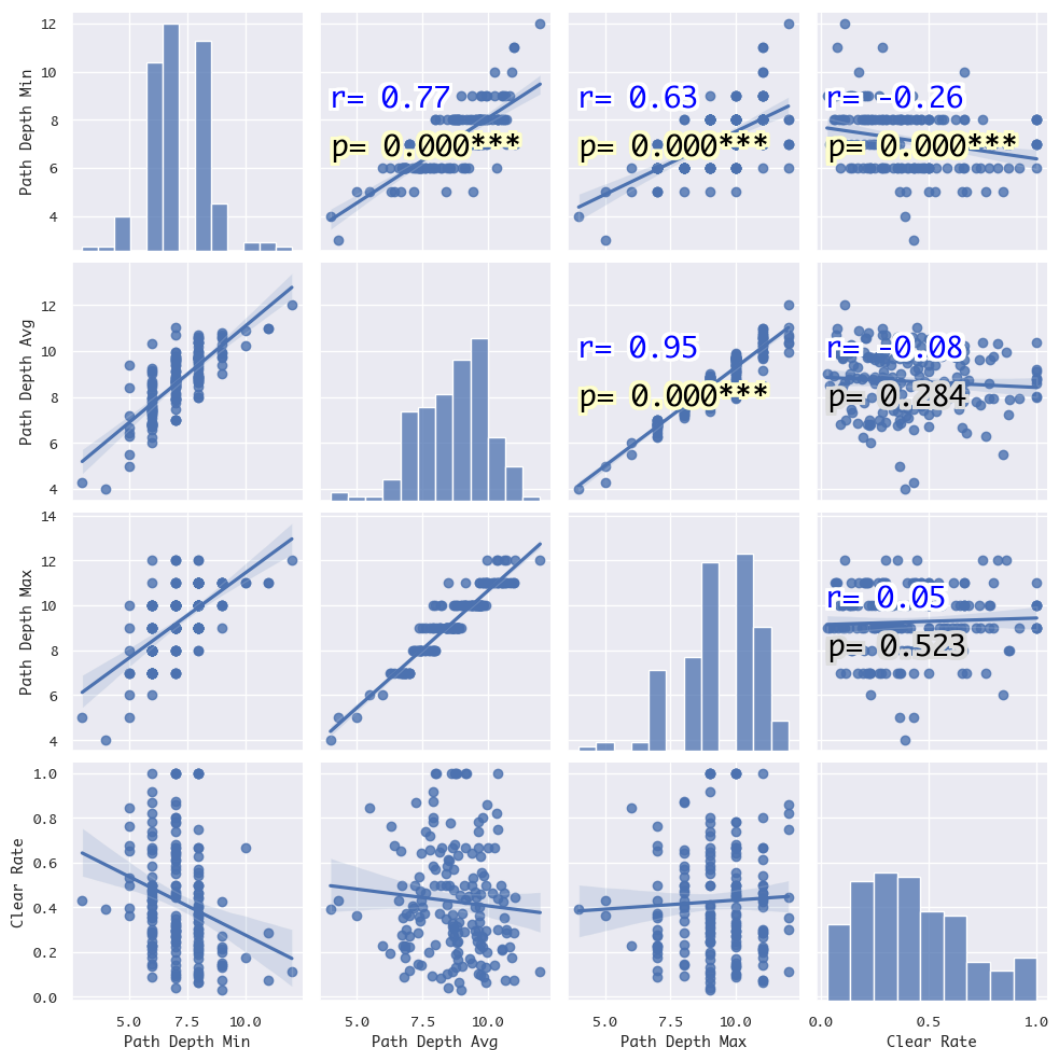 12
10
8
6
4
Path Depth Min
r= 0.77
p= 0.000***
r= 0.63
p= 0.000***
r= -0.26
p= 0.000***
12
10
8
6
4
Path Depth Avg
r= 0.95
p= 0.000***
r= -0.08
p= 0.284
14
12
10
8
6
4
Path Depth Max
r= 0.05
p= 0.523
1.0
0.8
0.6
0.4
0.2
0.0
Clear Rate
5.0 7.5 10.0
Path Depth Min
5.0 7.5 10.0
Path Depth Avg
5.0 7.5 10.0
Path Depth Max
0.0 0.5 1.0
Clear Rate